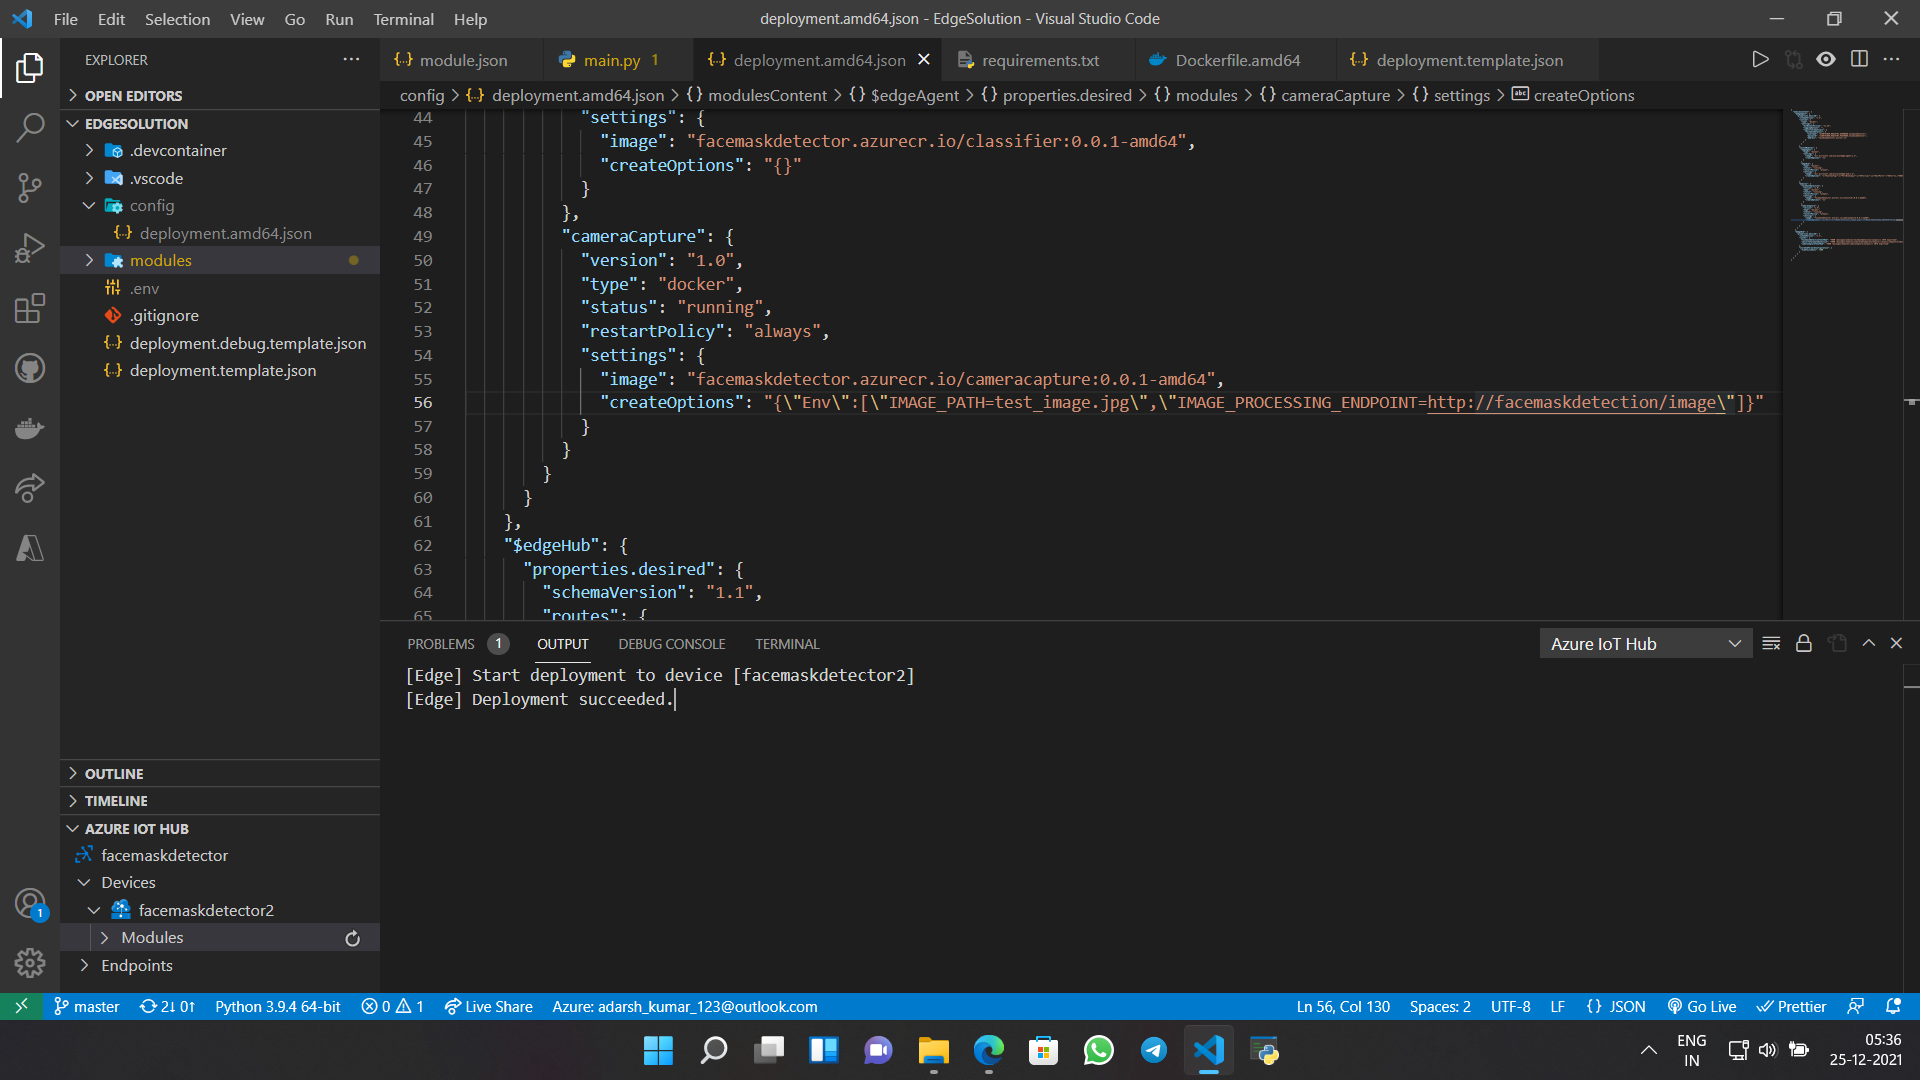 File Edit Selection View Go Run Terminal Help
deployment.amd64.json - EdgeSolution - Visual Studio Code
EXPLORER
module.json
main.py 1
deployment.amd64.json
requirements.txt
Dockerfile.amd64
deployment.template.json
config > deployment.amd64.json > {} modulesContent > {} $edgeAgent > {} properties.desired > {} modules > {} cameraCapture > {} settings > createOptions
OPEN EDITORS
EDGESOLUTION
.devcontainer
.vscode
config
deployment.amd64.json
modules
.env
.gitignore
deployment.debug.template.json
deployment.template.json
OUTLINE
TIMELINE
AZURE IOT HUB
facemaskdetector
Devices
facemaskdetector2
Modules
Endpoints
1
44 "settings": {
45 "image": "facemaskdetector.azurecr.io/classifier:0.0.1-amd64",
46 "createOptions": "{}"
47 }
48 },
49 "cameraCapture": {
50 "version": "1.0",
51 "type": "docker",
52 "status": "running",
53 "restartPolicy": "always",
54 "settings": {
55 "image": "facemaskdetector.azurecr.io/cameracapture:0.0.1-amd64",
56 "createOptions": "{\"Env\":[\"IMAGE_PATH=test_image.jpg\",\"IMAGE_PROCESSING_ENDPOINT=http://facemaskdetection/image\"]}"
57 }
58 }
59 }
60 }
61 },
62 "$edgeHub": {
63 "properties.desired": {
64 "schemaVersion": "1.1",
65 "routes": {
PROBLEMS 1 OUTPUT DEBUG CONSOLE TERMINAL
Azure IoT Hub
[Edge] Start deployment to device [facemaskdetector2]
[Edge] Deployment succeeded.
master 2↓ 0↑ Python 3.9.4 64-bit 0 1 Live Share Azure: adarsh_kumar_123@outlook.com
Ln 56, Col 130 Spaces: 2 UTF-8 LF {} JSON Go Live Prettier
ENG
IN
05:36
25-12-2021